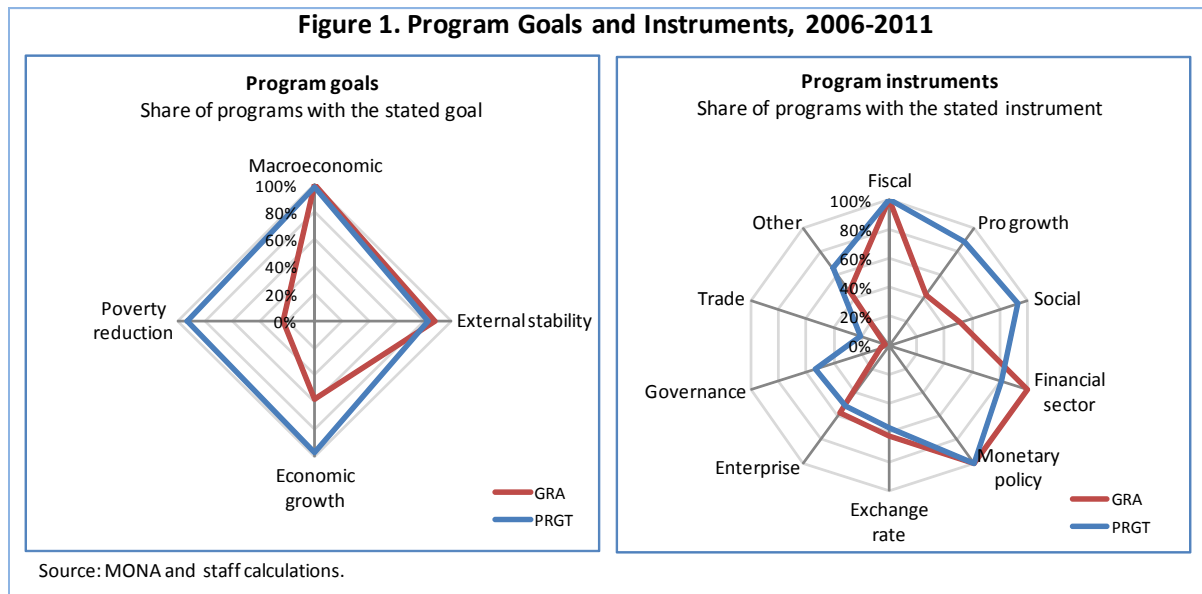 Figure 1. Program Goals and Instruments, 2006-2011
Program goals
Share of programs with the stated goal
Macroeconomic
100%
80%
60%
40%
20%
0%
Poverty
reduction
External stability
Economic
growth
GRA
PRGT
Program instruments
Share of programs with the stated instrument
Fiscal
100%
80%
60%
40%
20%
0%
Pro growth
Social
Financial
sector
Monetary
policy
Exchange
rate
Enterprise
Governance
Trade
Other
GRA
PRGT
Source: MONA and staff calculations.